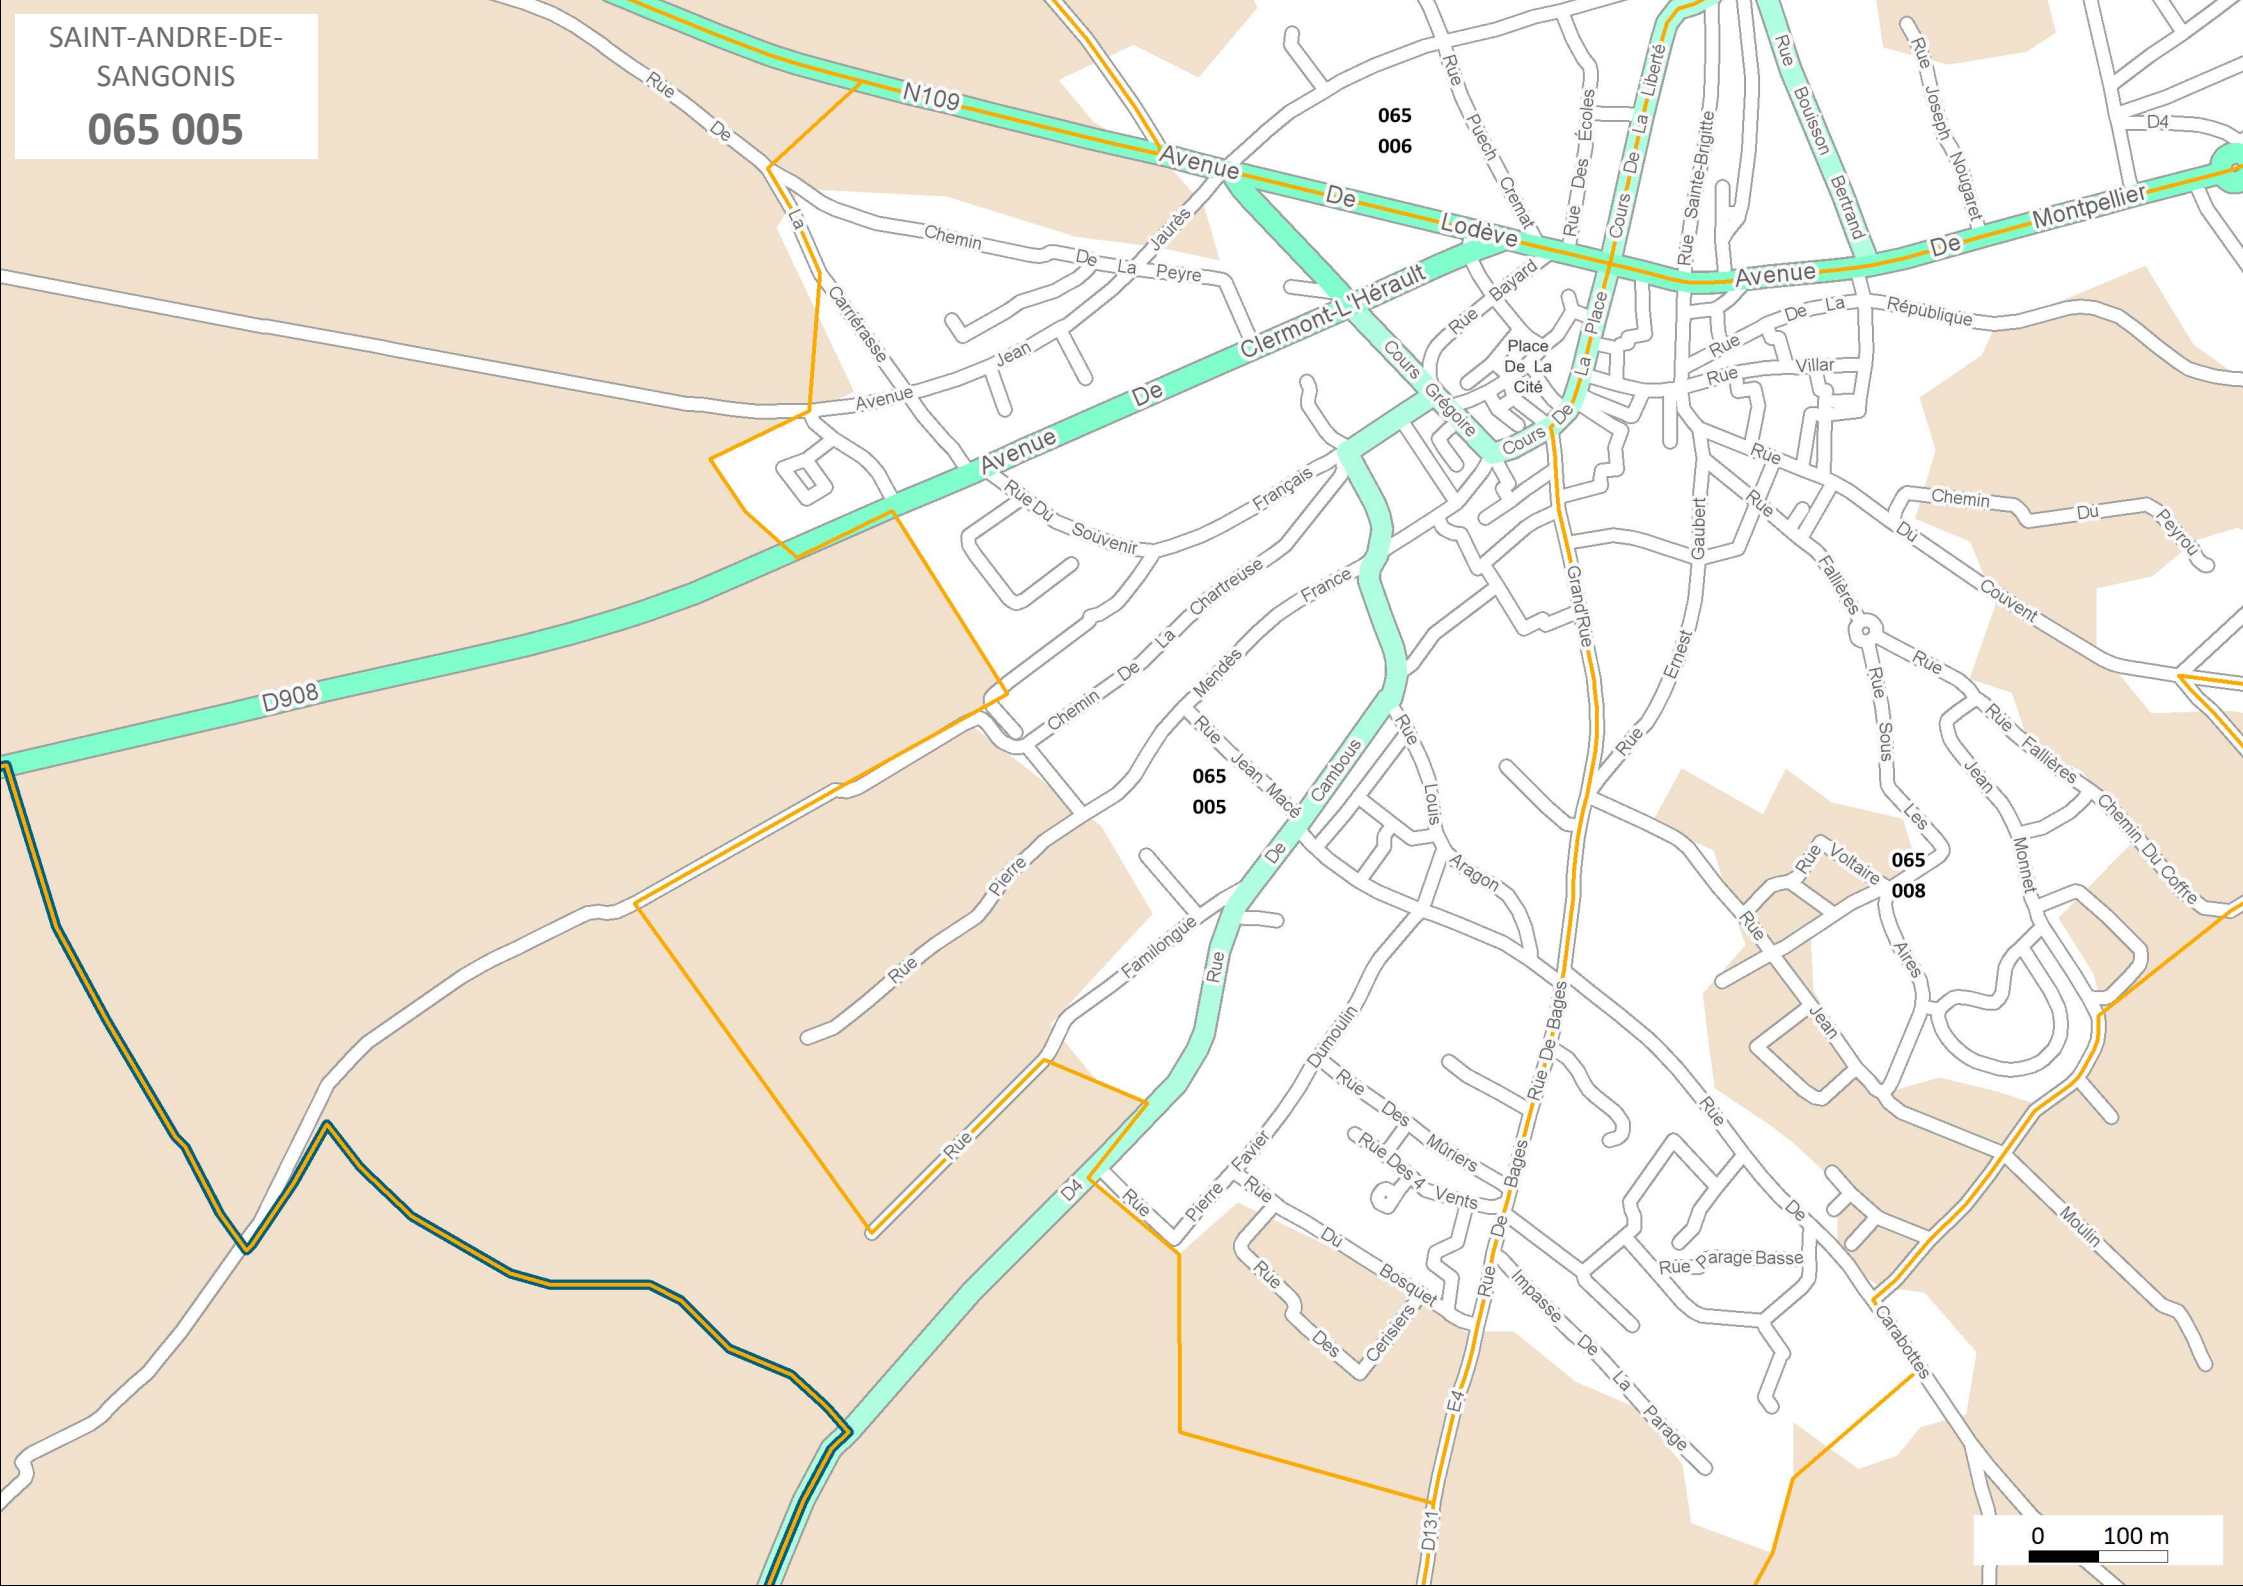 SAINT-ANDRE-DE-
SANGONIS
065 005
Rue De La Carriérasse
N109
Avenue De Lodève
065
006
Rue Puech Cremat
Rue Des Écoles
Cours De La Liberté
Rue Sainte-Brigitte
Rue Bouisson Bertrand
Rue Joseph Nougaret
D4
Avenue De Montpellier
Chemin De La Peyre
Avenue Jean Jaurès
Avenue De Clermont-L'Hérault
Rue Bayard
Place
De La
Cité
Cours De La Place
Cours Grégoire
Rue De La République
Rue Villar
Rue Du Souvenir Français
Chemin De La Chartreuse
Rue Pierre Mendès France
Grand'Rue
Rue Ernest Gaubert
Rue Fallières
Rue Du Couvent
Chemin Du Peyrou
D908
Rue Jean Macé
065
005
Rue De Cambous
Rue Louis Aragon
Rue Sous Les Aires
Rue Fallières
Rue Jean Monnet
Chemin Du Coffre
Rue Voltaire
065
008
Rue Familongue
Rue Pierre Favier Dumoulin
Rue De Bages
Rue Jean Moulin
Rue Des Mûriers
Rue Des 4 Vents
Rue De Bages
D4
Rue Du Bosquet
Rue Des Cerisiers
Impasse De La Parage
Rue Parage Basse
Rue De Carabottes
E4
D131
0 100 m